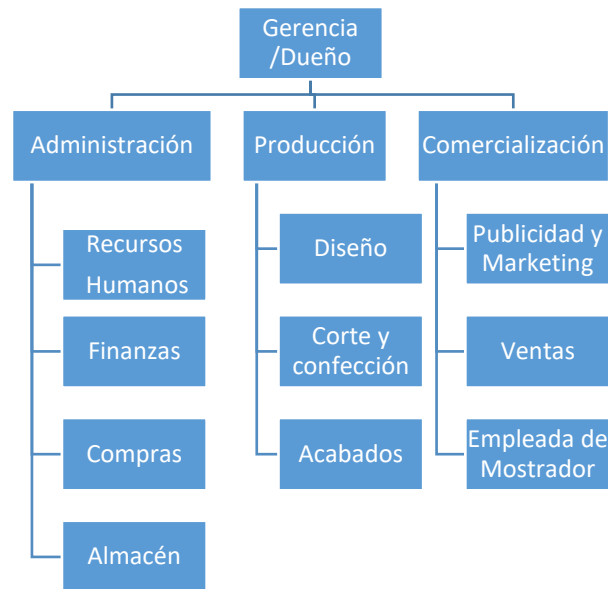 Gerencia
/Dueño
Administración
Recursos
Humanos
Finanzas
Compras
Almacén
Producción
Diseño
Corte y
confección
Acabados
Comercialización
Publicidad y
Marketing
Ventas
Empleada de
Mostrador